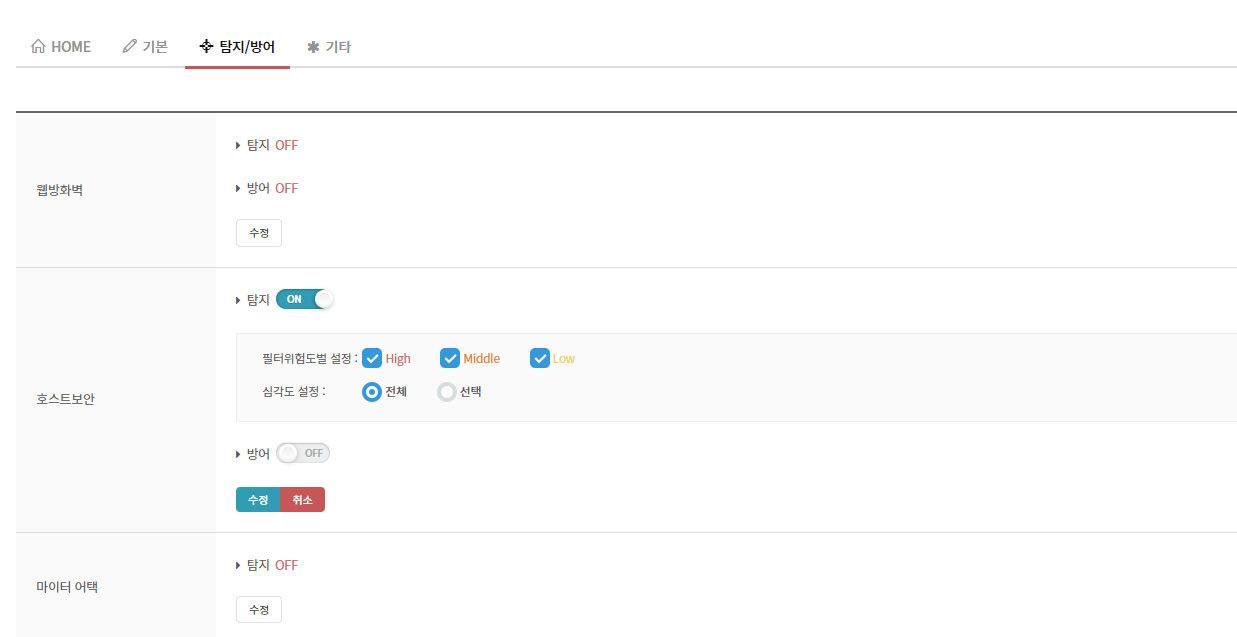 HOME 기본 탐지/방어 기타
탐지 OFF
웹방화벽
방어 OFF
수정
탐지 ON
필터위험도별 설정 : High Middle Low
심각도 설정 : 전체 선택
호스트보안
방어 OFF
수정 취소
탐지 OFF
마이터 어택
수정